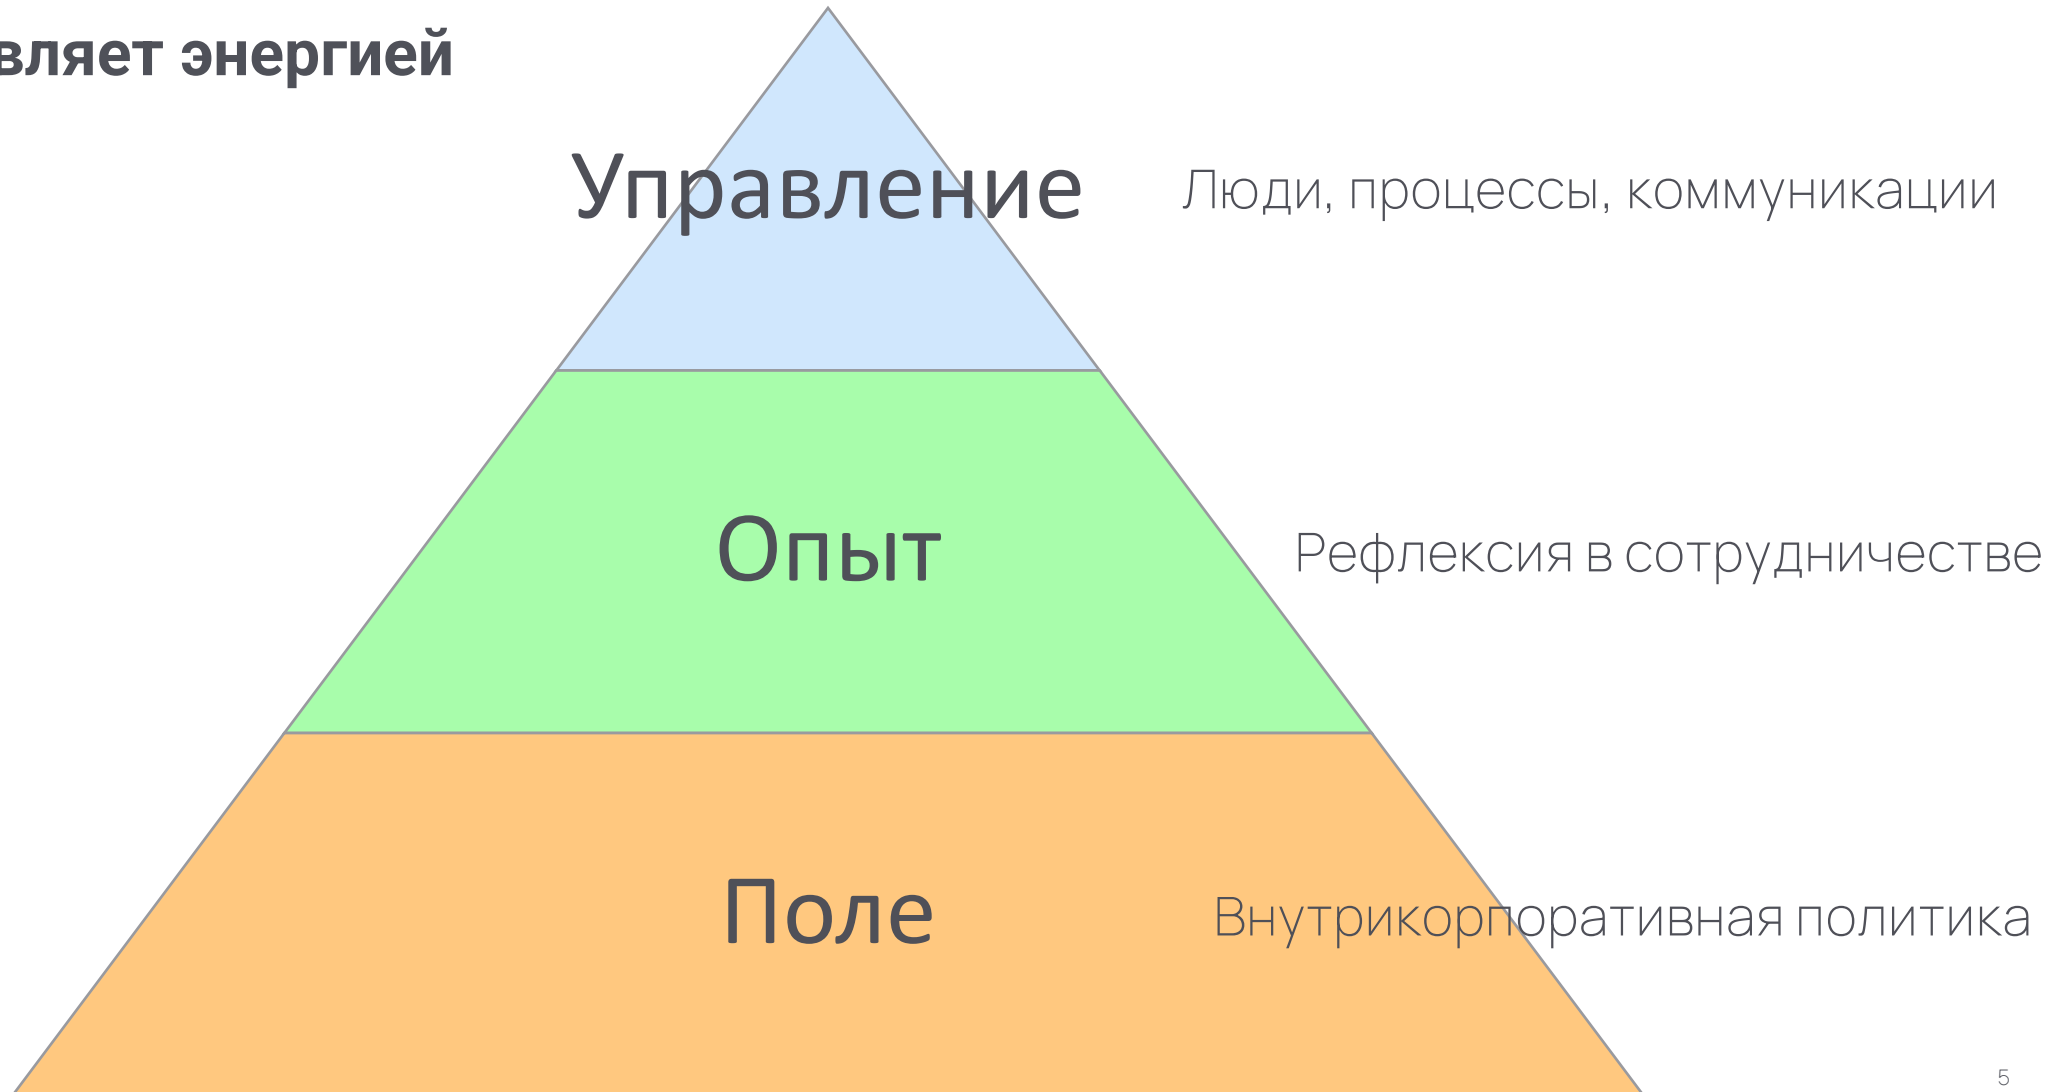 вляет энергией
Управление
Люди, процессы, коммуникации
Опыт
Рефлексия в сотрудничестве
Поле
Внутрикорпоративная политика
5